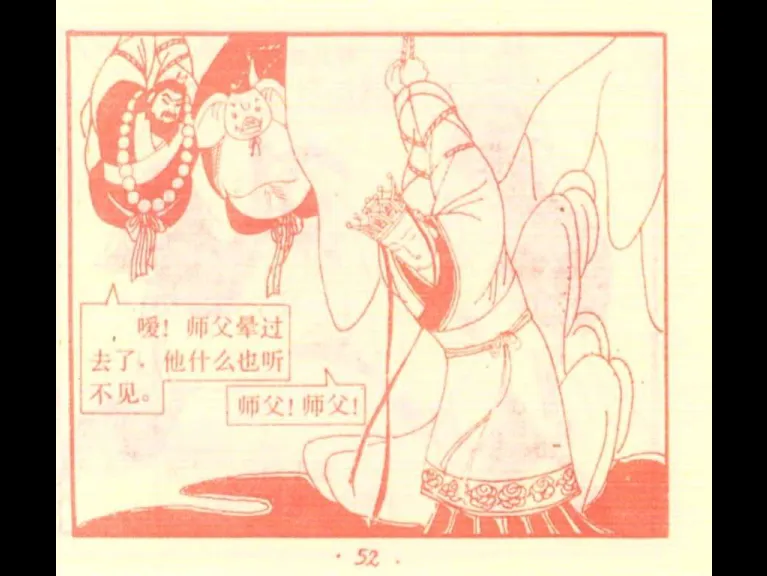 嗳！师父晕过
去了，他什么也听
不见。
师父！师父！
· 52 ·